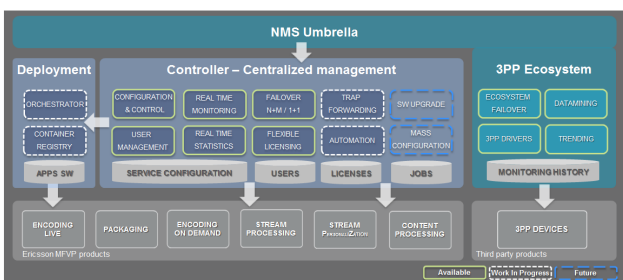 NMS Umbrella
Deployment
Controller – Centralized management
3PP Ecosystem
ORCHESTRATOR
CONTAINER
REGISTRY
APPS SW
CONFIGURATION
& CONTROL
REAL TIME
MONITORING
FAILOVER
N+M / 1+1
TRAP
FORWARDING
SW UPGRADE
USER
MANAGEMENT
REAL TIME
STATISTICS
FLEXIBLE
LICENSING
AUTOMATION
MASS
CONFIGURATION
SERVICE CONFIGURATION
USERS
LICENSES
JOBS
ECOSYSTEM
FAILOVER
DATAMINING
3PP DRIVERS
TRENDING
MONITORING HISTORY
ENCODING
LIVE
PACKAGING
ENCODING
ON DEMAND
STREAM
PROCESSING
STREAM
PERSONALIZATION
CONTENT
PROCESSING
3PP DEVICES
Ericsson MFVP products
Third party products
Available
Work In Progress
Future